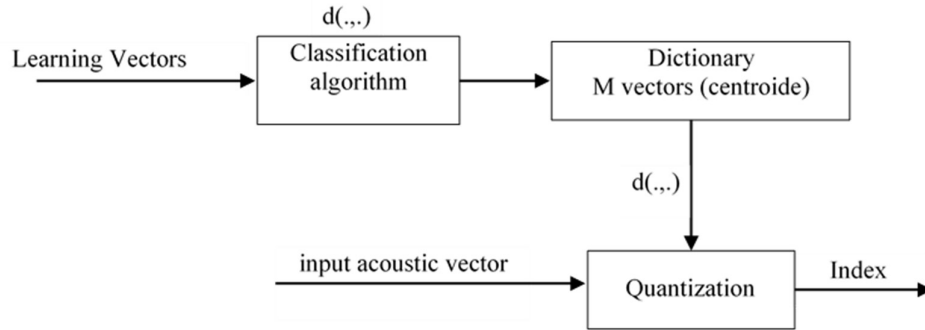 d(.,.)
Learning Vectors
Classification
algorithm
Dictionary
M vectors (centroide)
d(.,.)
input acoustic vector
Quantization
Index